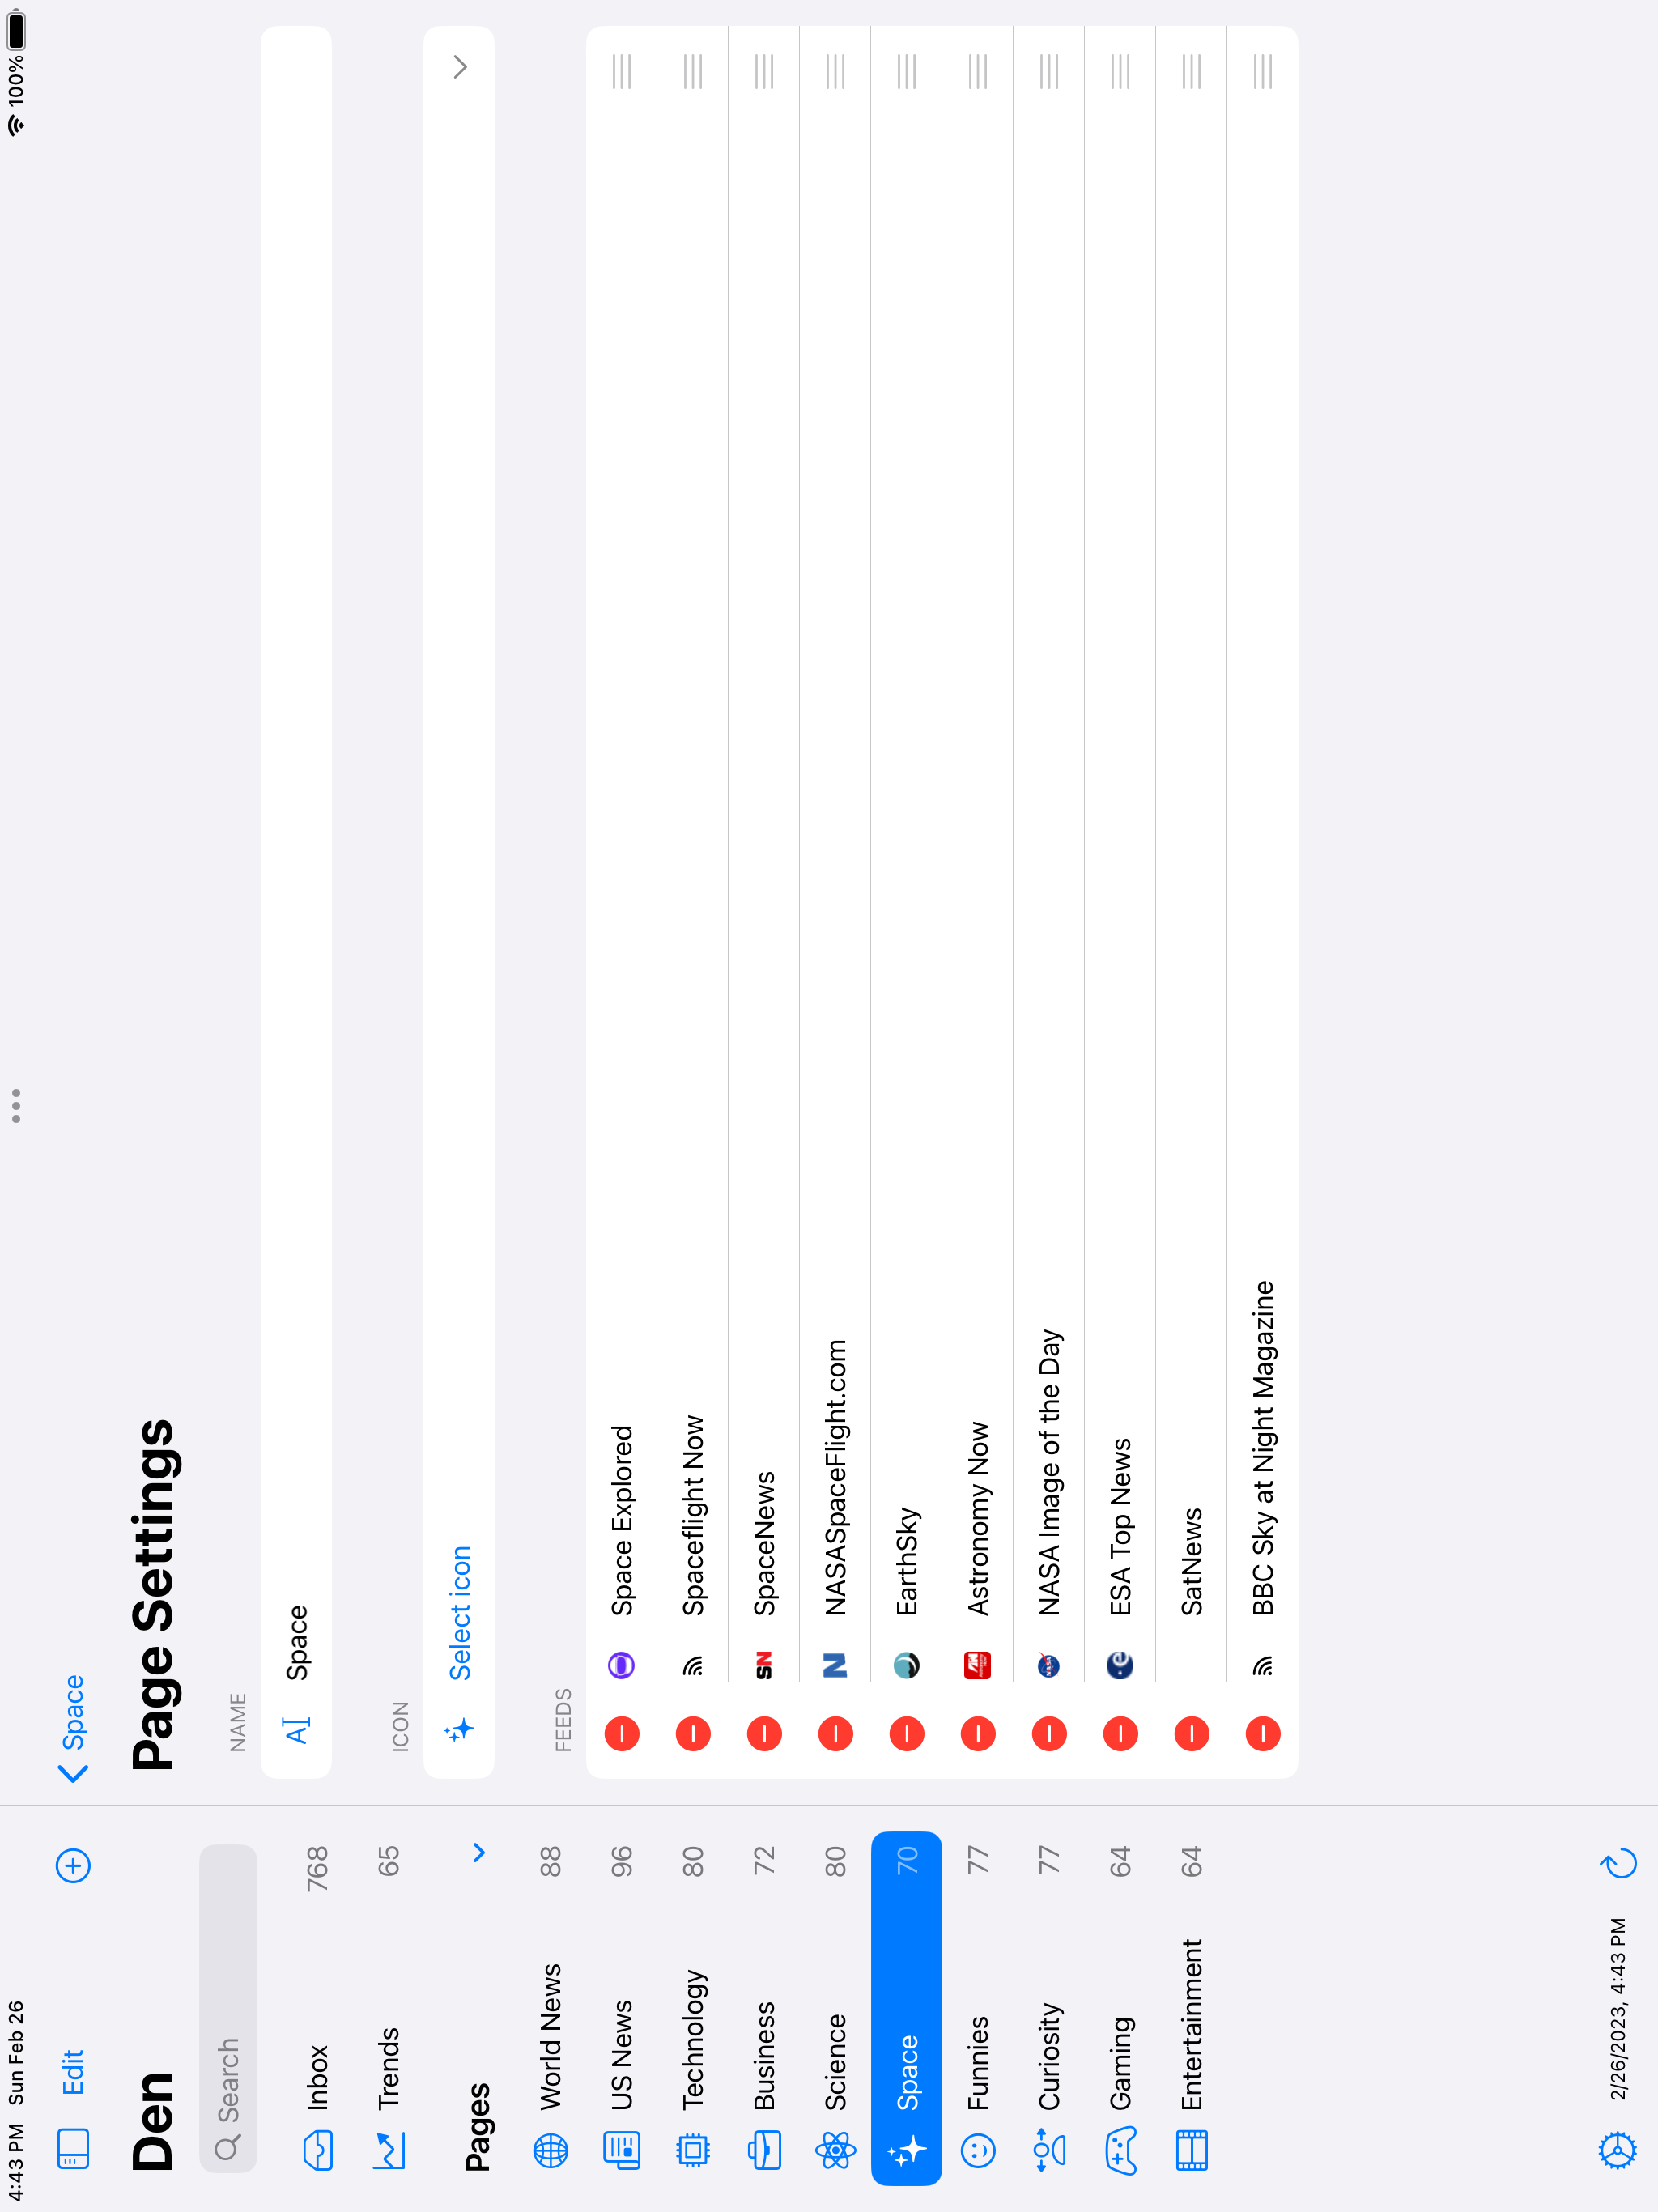 4:43 PM Sun Feb 26
100%
Edit
Den
Search
Inbox 768
Trends 65
Pages
World News 88
US News 96
Technology 80
Business 72
Science 80
Space 70
Funnies 77
Curiosity 77
Gaming 64
Entertainment 64
2/26/2023, 4:43 PM
Space
Page Settings
NAME
Space
ICON
Select icon
FEEDS
Space Explored
Spaceflight Now
SN SpaceNews
N NASASpaceFlight.com
EarthSky
Astronomy Now
NASA NASA Image of the Day
e ESA Top News
SatNews
BBC Sky at Night Magazine